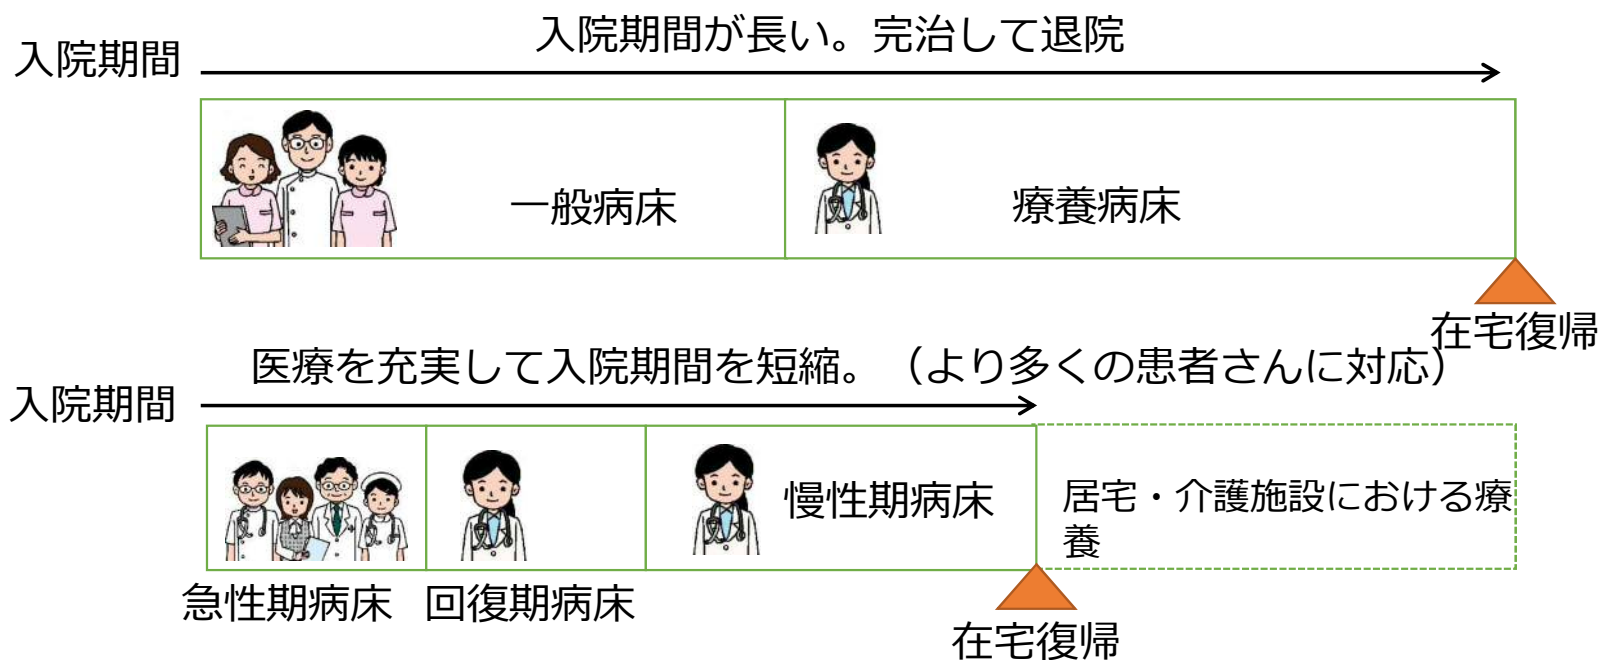 入院期間が長い。完治して退院
入院期間
一般病床
療養病床
在宅復帰
医療を充実して入院期間を短縮。（より多くの患者さんに対応）
入院期間
慢性期病床
居宅・介護施設における療
養
急性期病床
回復期病床
在宅復帰